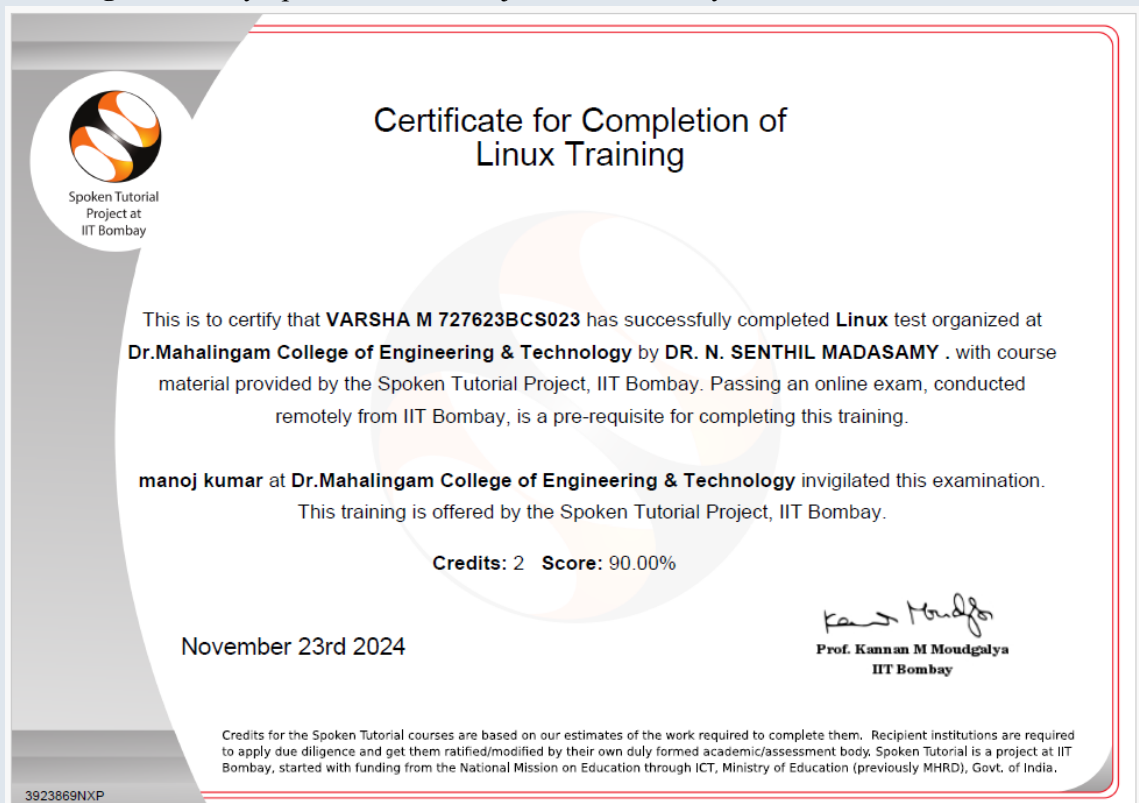 Spoken Tutorial
Project at
IIT Bombay
Certificate for Completion of
Linux Training
This is to certify that VARSHA M 727623BCS023 has successfully completed Linux test organized at
Dr.Mahalingam College of Engineering & Technology by DR. N. SENTHIL MADASAMY . with course
material provided by the Spoken Tutorial Project, IIT Bombay. Passing an online exam, conducted
remotely from IIT Bombay, is a pre-requisite for completing this training.
manoj kumar at Dr.Mahalingam College of Engineering & Technology invigilated this examination.
This training is offered by the Spoken Tutorial Project, IIT Bombay.
Credits: 2 Score: 90.00%
November 23rd 2024
Prof. Kannan M Moudgalya
IIT Bombay
Credits for the Spoken Tutorial courses are based on our estimates of the work required to complete them. Recipient institutions are required
to apply due diligence and get them ratified/modified by their own duly formed academic/assessment body. Spoken Tutorial is a project at IIT
Bombay, started with funding from the National Mission on Education through ICT, Ministry of Education (previously MHRD), Govt. of India.
3923869NXP